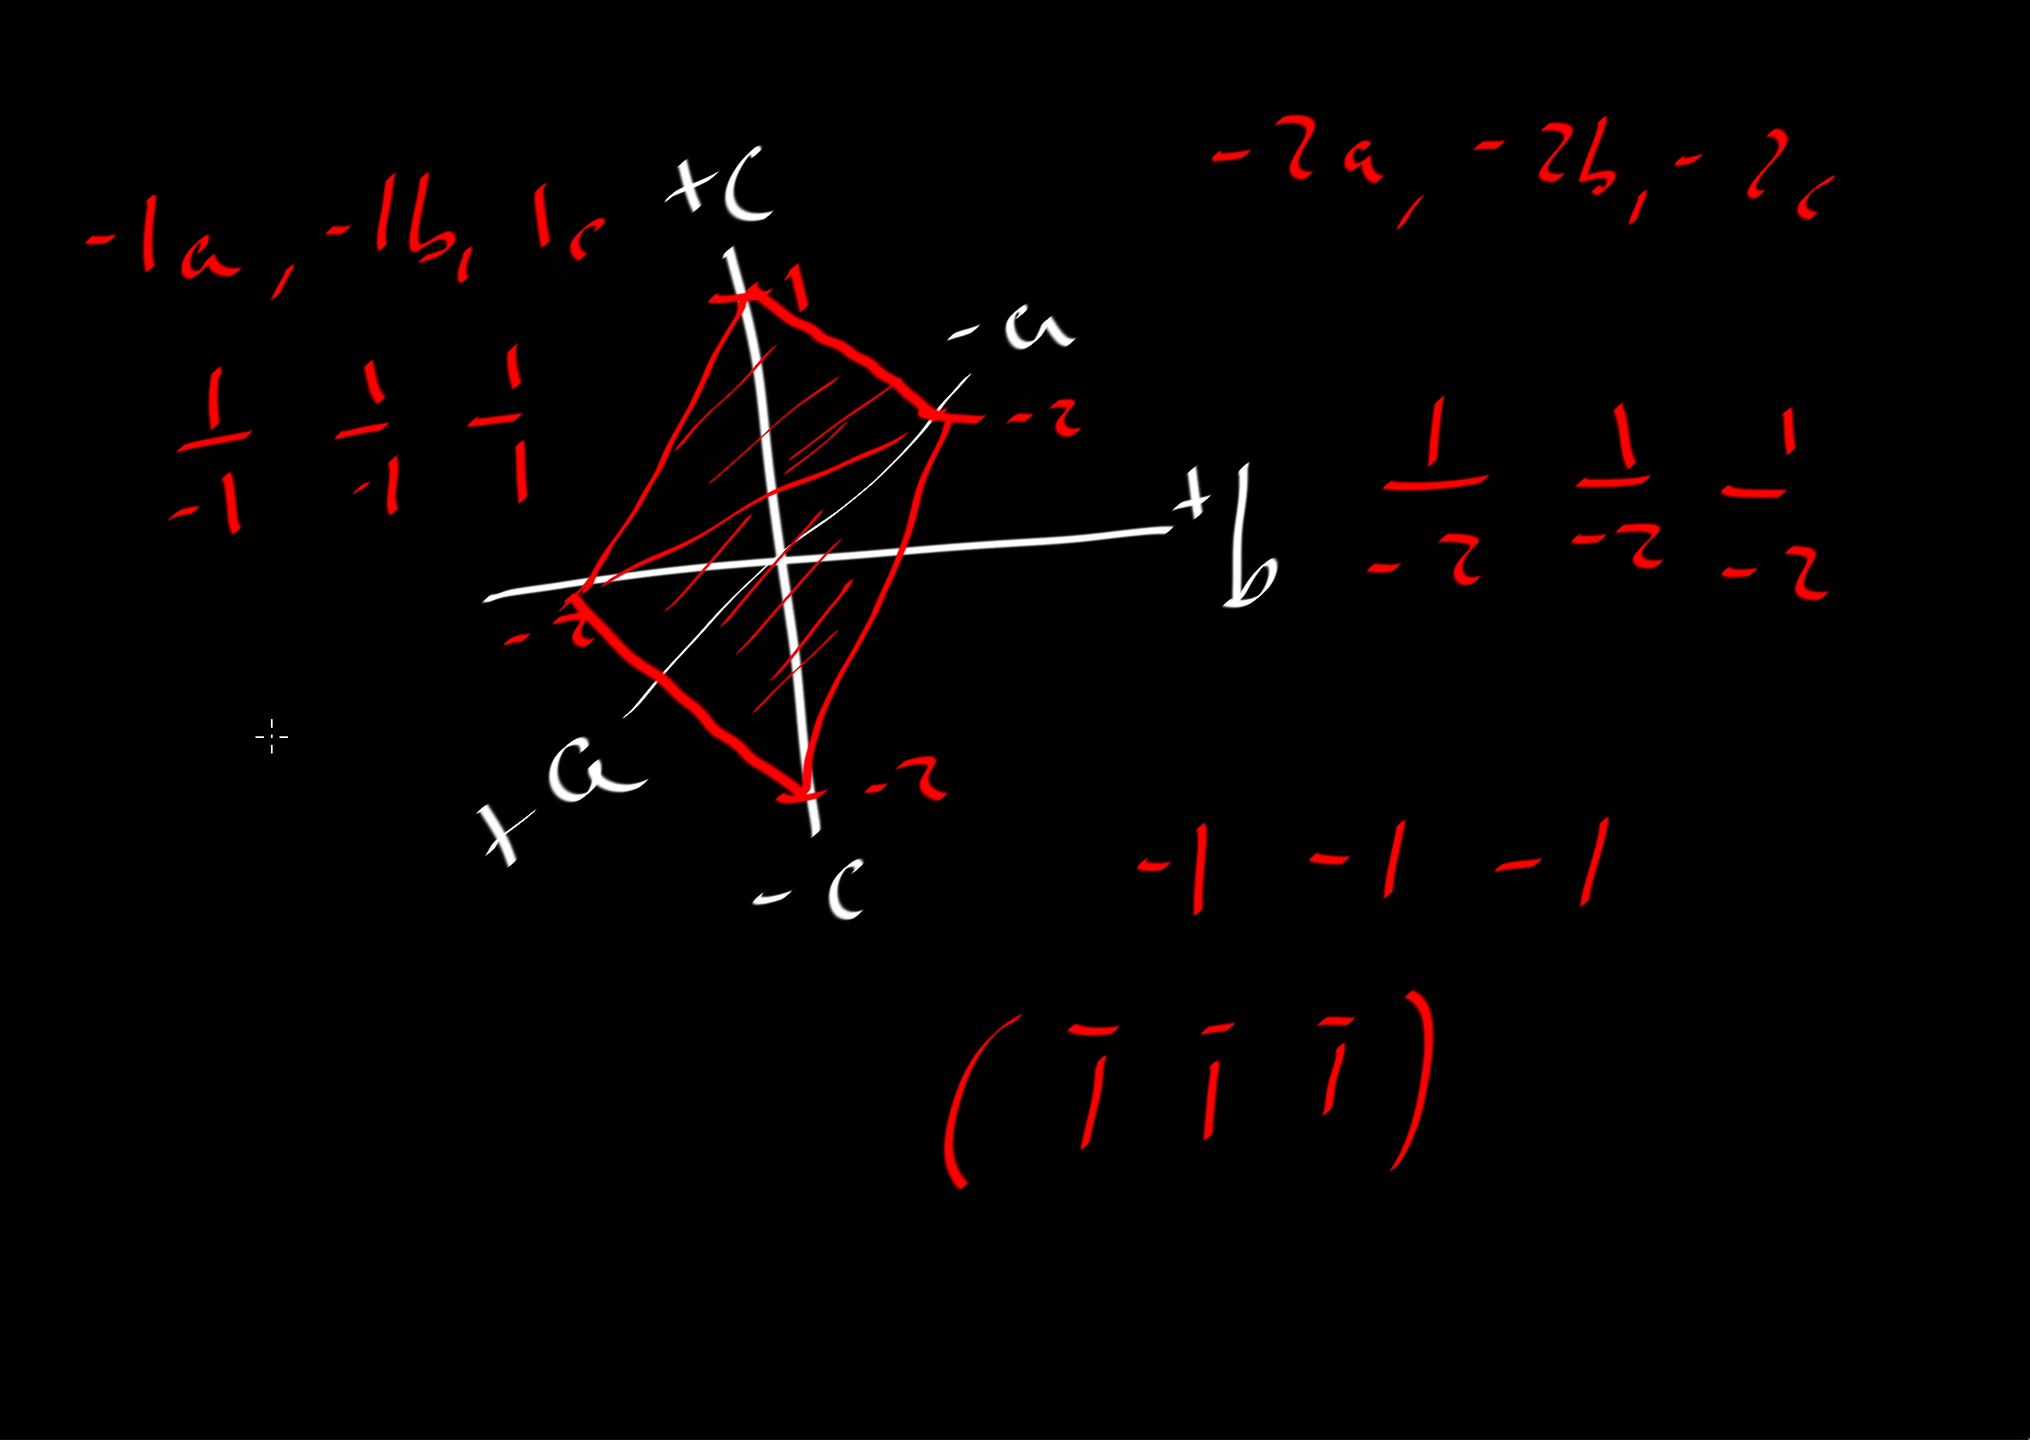 -2a, -2b, -2c
+c
-1a, -1b, 1c
1
-a
-2
1/-1 1/-1 1/1
+b
1/-2 1/-2 1/-2
-2
+a
-2
-c
-1 -1 -1
(1̅ 1̅ 1̅)